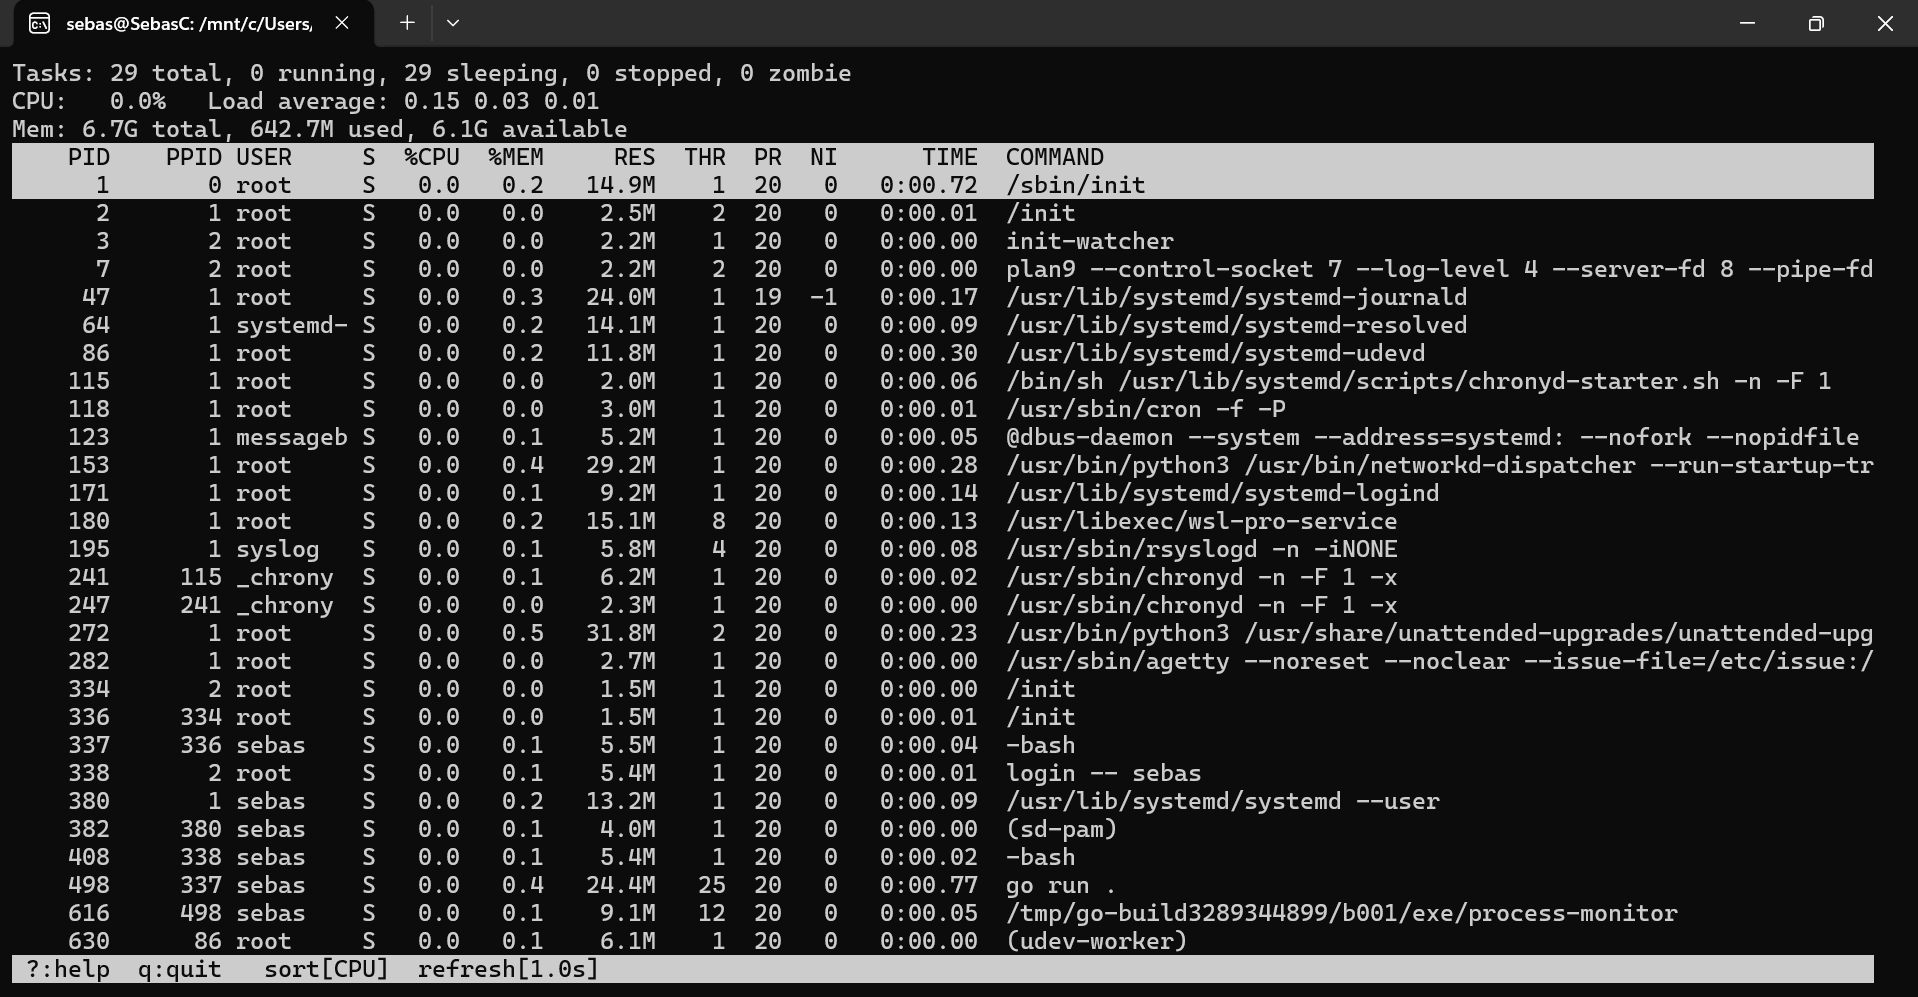 sebas@SebasC: /mnt/c/Users/
Tasks: 29 total, 0 running, 29 sleeping, 0 stopped, 0 zombie
CPU:   0.0%   Load average: 0.15 0.03 0.01
Mem: 6.7G total, 642.7M used, 6.1G available
    PID    PPID USER     S  %CPU  %MEM     RES  THR  PR  NI      TIME  COMMAND
      1       0 root     S   0.0   0.2   14.9M    1  20   0   0:00.72  /sbin/init
      2       1 root     S   0.0   0.0    2.5M    2  20   0   0:00.01  /init
      3       2 root     S   0.0   0.0    2.2M    1  20   0   0:00.00  init-watcher
      7       2 root     S   0.0   0.0    2.2M    2  20   0   0:00.00  plan9 --control-socket 7 --log-level 4 --server-fd 8 --pipe-fd
     47       1 root     S   0.0   0.3   24.0M    1  19  -1   0:00.17  /usr/lib/systemd/systemd-journald
     64       1 systemd- S   0.0   0.2   14.1M    1  20   0   0:00.09  /usr/lib/systemd/systemd-resolved
     86       1 root     S   0.0   0.2   11.8M    1  20   0   0:00.30  /usr/lib/systemd/systemd-udevd
    115       1 root     S   0.0   0.0    2.0M    1  20   0   0:00.06  /bin/sh /usr/lib/systemd/scripts/chronyd-starter.sh -n -F 1
    118       1 root     S   0.0   0.0    3.0M    1  20   0   0:00.01  /usr/sbin/cron -f -P
    123       1 messageb S   0.0   0.1    5.2M    1  20   0   0:00.05  @dbus-daemon --system --address=systemd: --nofork --nopidfile
    153       1 root     S   0.0   0.4   29.2M    1  20   0   0:00.28  /usr/bin/python3 /usr/bin/networkd-dispatcher --run-startup-tr
    171       1 root     S   0.0   0.1    9.2M    1  20   0   0:00.14  /usr/lib/systemd/systemd-logind
    180       1 root     S   0.0   0.2   15.1M    8  20   0   0:00.13  /usr/libexec/wsl-pro-service
    195       1 syslog   S   0.0   0.1    5.8M    4  20   0   0:00.08  /usr/sbin/rsyslogd -n -iNONE
    241     115 _chrony  S   0.0   0.1    6.2M    1  20   0   0:00.02  /usr/sbin/chronyd -n -F 1 -x
    247     241 _chrony  S   0.0   0.0    2.3M    1  20   0   0:00.00  /usr/sbin/chronyd -n -F 1 -x
    272       1 root     S   0.0   0.5   31.8M    2  20   0   0:00.23  /usr/bin/python3 /usr/share/unattended-upgrades/unattended-upg
    282       1 root     S   0.0   0.0    2.7M    1  20   0   0:00.00  /usr/sbin/agetty --noreset --noclear --issue-file=/etc/issue:/
    334       2 root     S   0.0   0.0    1.5M    1  20   0   0:00.00  /init
    336     334 root     S   0.0   0.0    1.5M    1  20   0   0:00.01  /init
    337     336 sebas    S   0.0   0.1    5.5M    1  20   0   0:00.04  -bash
    338       2 root     S   0.0   0.1    5.4M    1  20   0   0:00.01  login -- sebas
    380       1 sebas    S   0.0   0.2   13.2M    1  20   0   0:00.09  /usr/lib/systemd/systemd --user
    382     380 sebas    S   0.0   0.1    4.0M    1  20   0   0:00.00  (sd-pam)
    408     338 sebas    S   0.0   0.1    5.4M    1  20   0   0:00.02  -bash
    498     337 sebas    S   0.0   0.4   24.4M   25  20   0   0:00.77  go run .
    616     498 sebas    S   0.0   0.1    9.1M   12  20   0   0:00.05  /tmp/go-build3289344899/b001/exe/process-monitor
    630      86 root     S   0.0   0.1    6.1M    1  20   0   0:00.00  (udev-worker)
 ?:help  q:quit   sort[CPU]  refresh[1.0s]